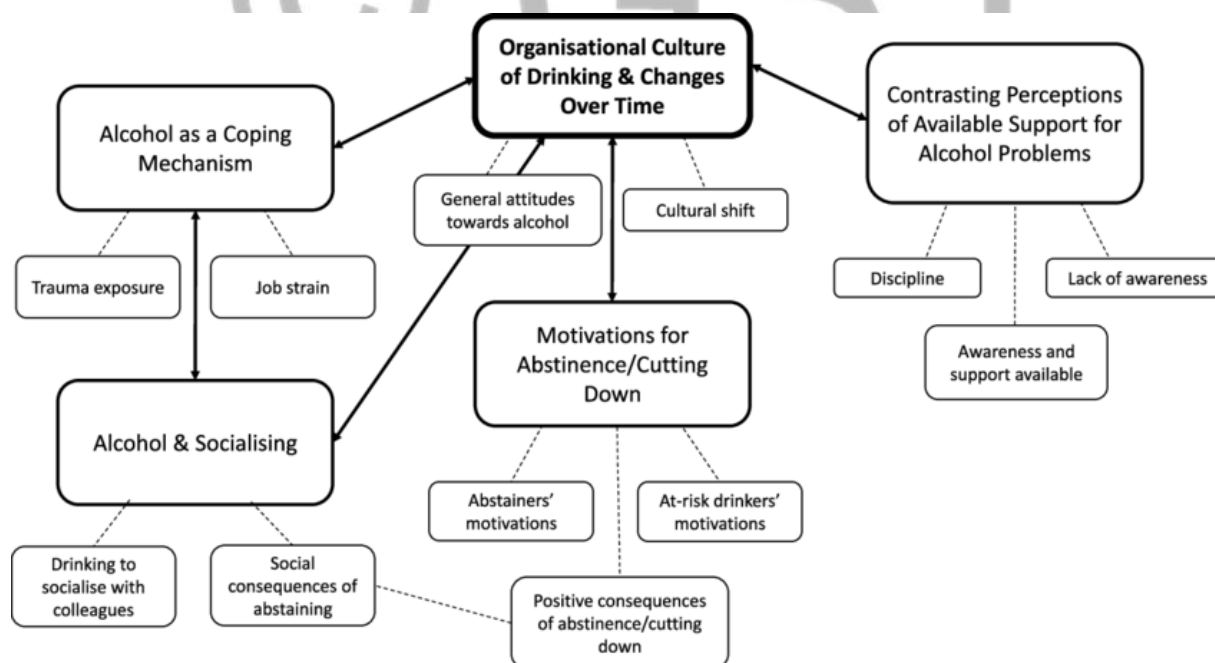 Organisational Culture
of Drinking & Changes
Over Time
Alcohol as a Coping
Mechanism
Contrasting Perceptions
of Available Support for
Alcohol Problems
General attitudes
towards alcohol
Cultural shift
Trauma exposure
Job strain
Discipline
Lack of awareness
Awareness and
support available
Motivations for
Abstinence/Cutting
Down
Alcohol & Socialising
Abstainers’
motivations
At-risk drinkers’
motivations
Drinking to
socialise with
colleagues
Social
consequences of
abstaining
Positive consequences
of abstinence/cutting
down